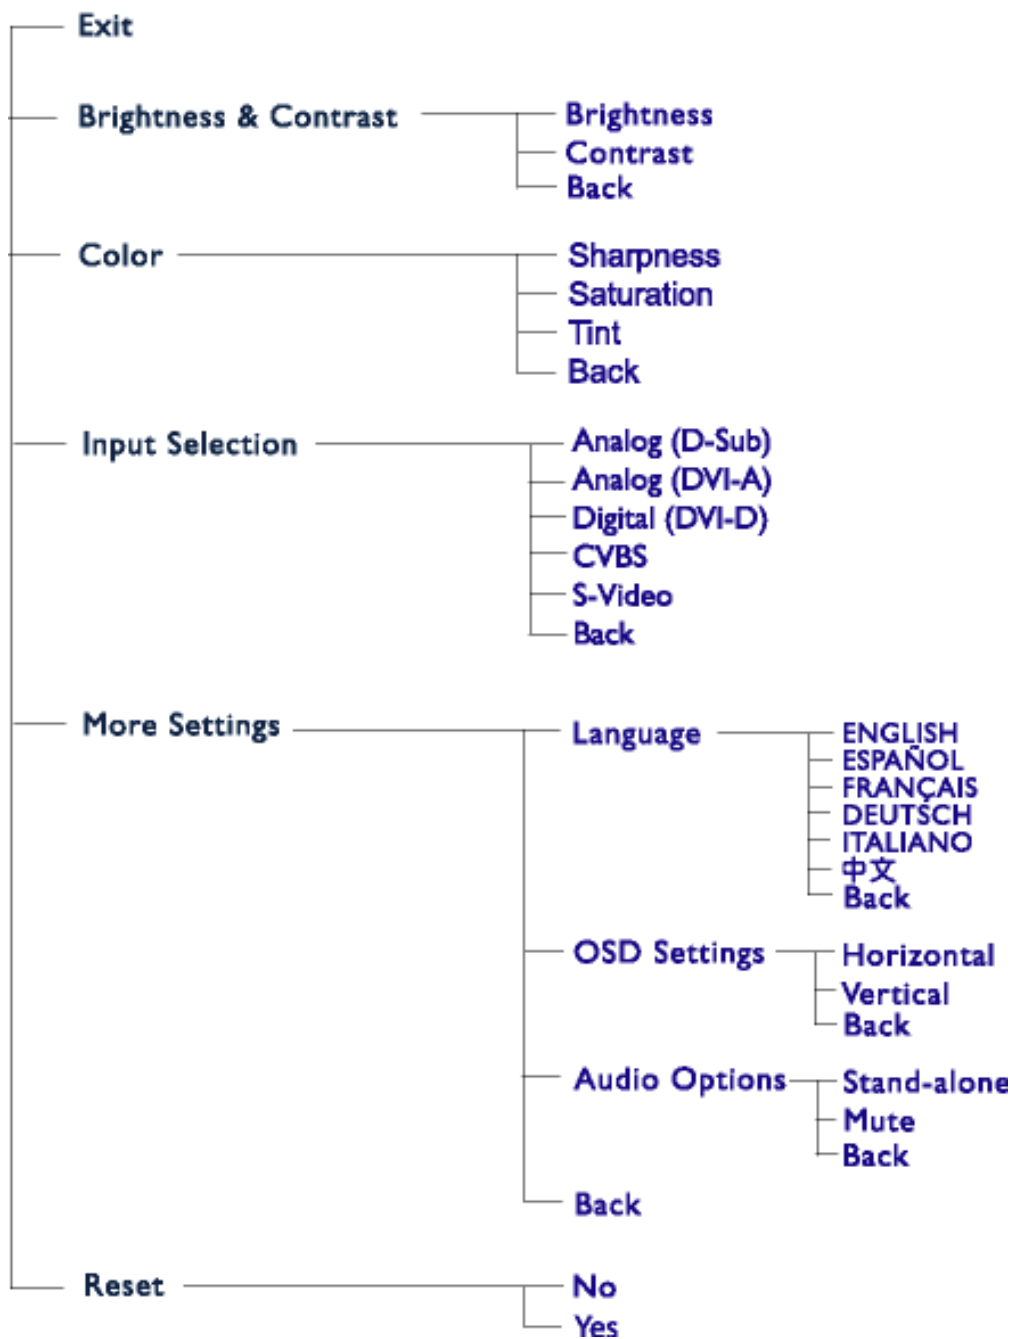 Exit
Brightness & Contrast
Brightness
Contrast
Back
Color
Sharpness
Saturation
Tint
Back
Input Selection
Analog (D-Sub)
Analog (DVI-A)
Digital (DVI-D)
CVBS
S-Video
Back
More Settings
Language
ENGLISH
ESPAÑOL
FRANÇAIS
DEUTSCH
ITALIANO
中文
Back
OSD Settings
Horizontal
Vertical
Back
Audio Options
Stand-alone
Mute
Back
Back
Reset
No
Yes